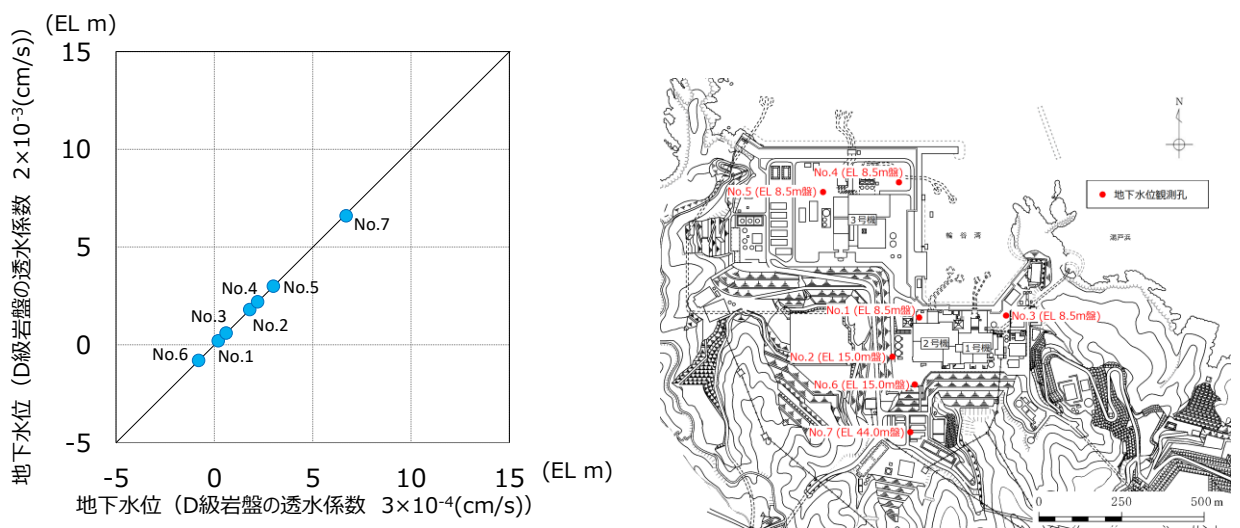 (EL m)
地下水位（D級岩盤の透水係数 2×10⁻³(cm/s)）
15
10
5
0
-5
No.7
No.4
No.5
No.3
No.2
No.6
No.1
-5
0
5
10
15
(EL m)
地下水位（D級岩盤の透水係数 3×10⁻⁴(cm/s)）
N
No.4 (EL 8.5m盤)
No.5 (EL 8.5m盤)
地下水位観測孔
3号機
輪谷湾
No.1 (EL 8.5m盤)
No.3 (EL 8.5m盤)
2号機
1号機
No.2 (EL 15.0m盤)
No.6 (EL 15.0m盤)
No.7 (EL 44.0m盤)
0
250
500 m